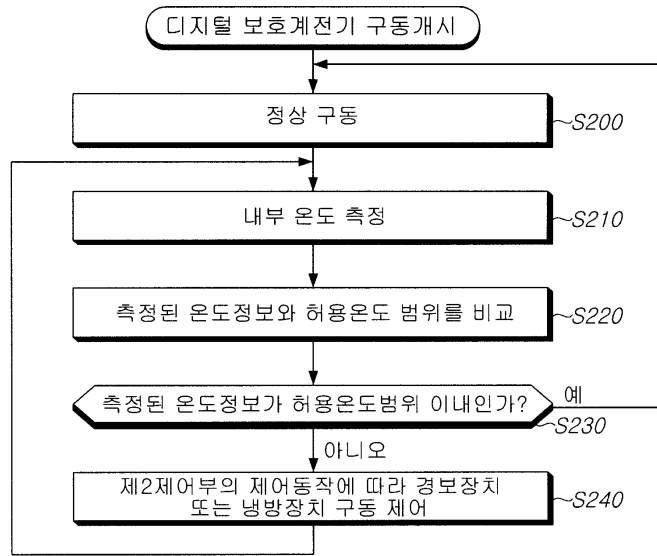 디지털 보호계전기 구동개시
정상 구동
S200
내부 온도 측정
S210
측정된 온도정보와 허용온도 범위를 비교
S220
측정된 온도정보가 허용온도범위 이내인가?
예
S230
아니오
제2제어부의 제어동작에 따라 경보장치
또는 냉방장치 구동 제어
S240